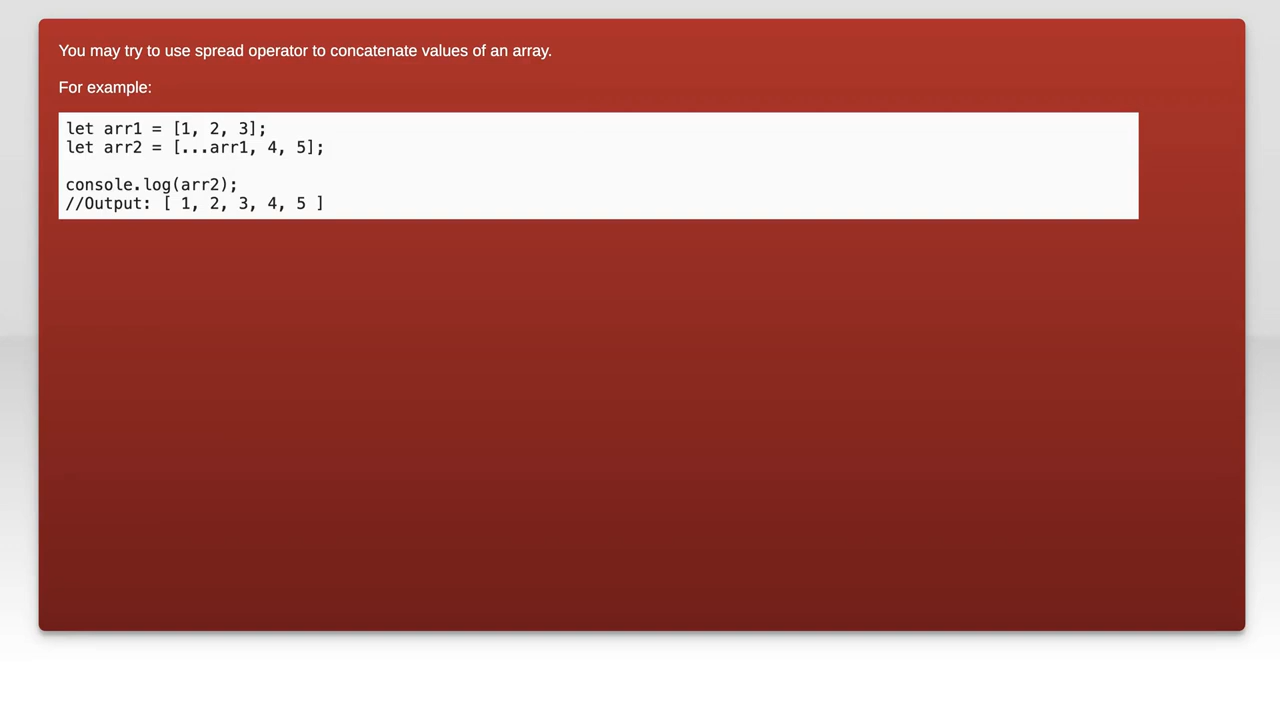 You may try to use spread operator to concatenate values of an array.
For example:
let arr1 = [1, 2, 3];
let arr2 = [...arr1, 4, 5];
console.log(arr2);
//Output: [ 1, 2, 3, 4, 5 ]